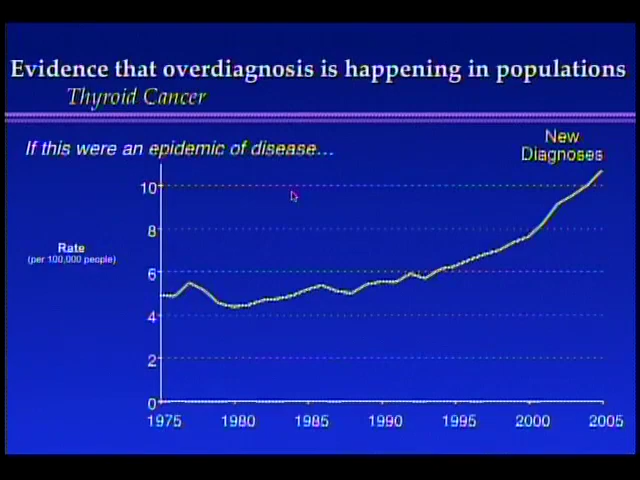 Evidence that overdiagnosis is happening in populations
Thyroid Cancer
If this were an epidemic of disease...
New
Diagnoses
Rate
(per 100,000 people)
10
8
6
4
2
0
1975 1980 1985 1990 1995 2000 2005